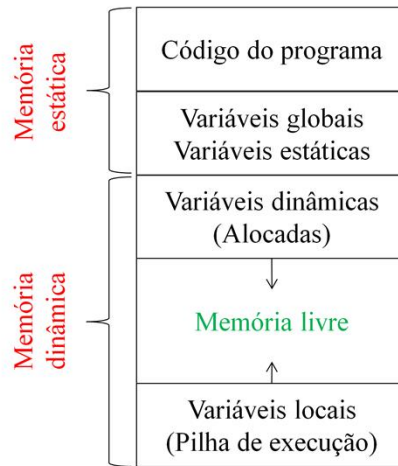 Memória
estática
Código do programa
Variáveis globais
Variáveis estáticas
Memória
dinâmica
Variáveis dinâmicas
(Alocadas)
Memória livre
Variáveis locais
(Pilha de execução)